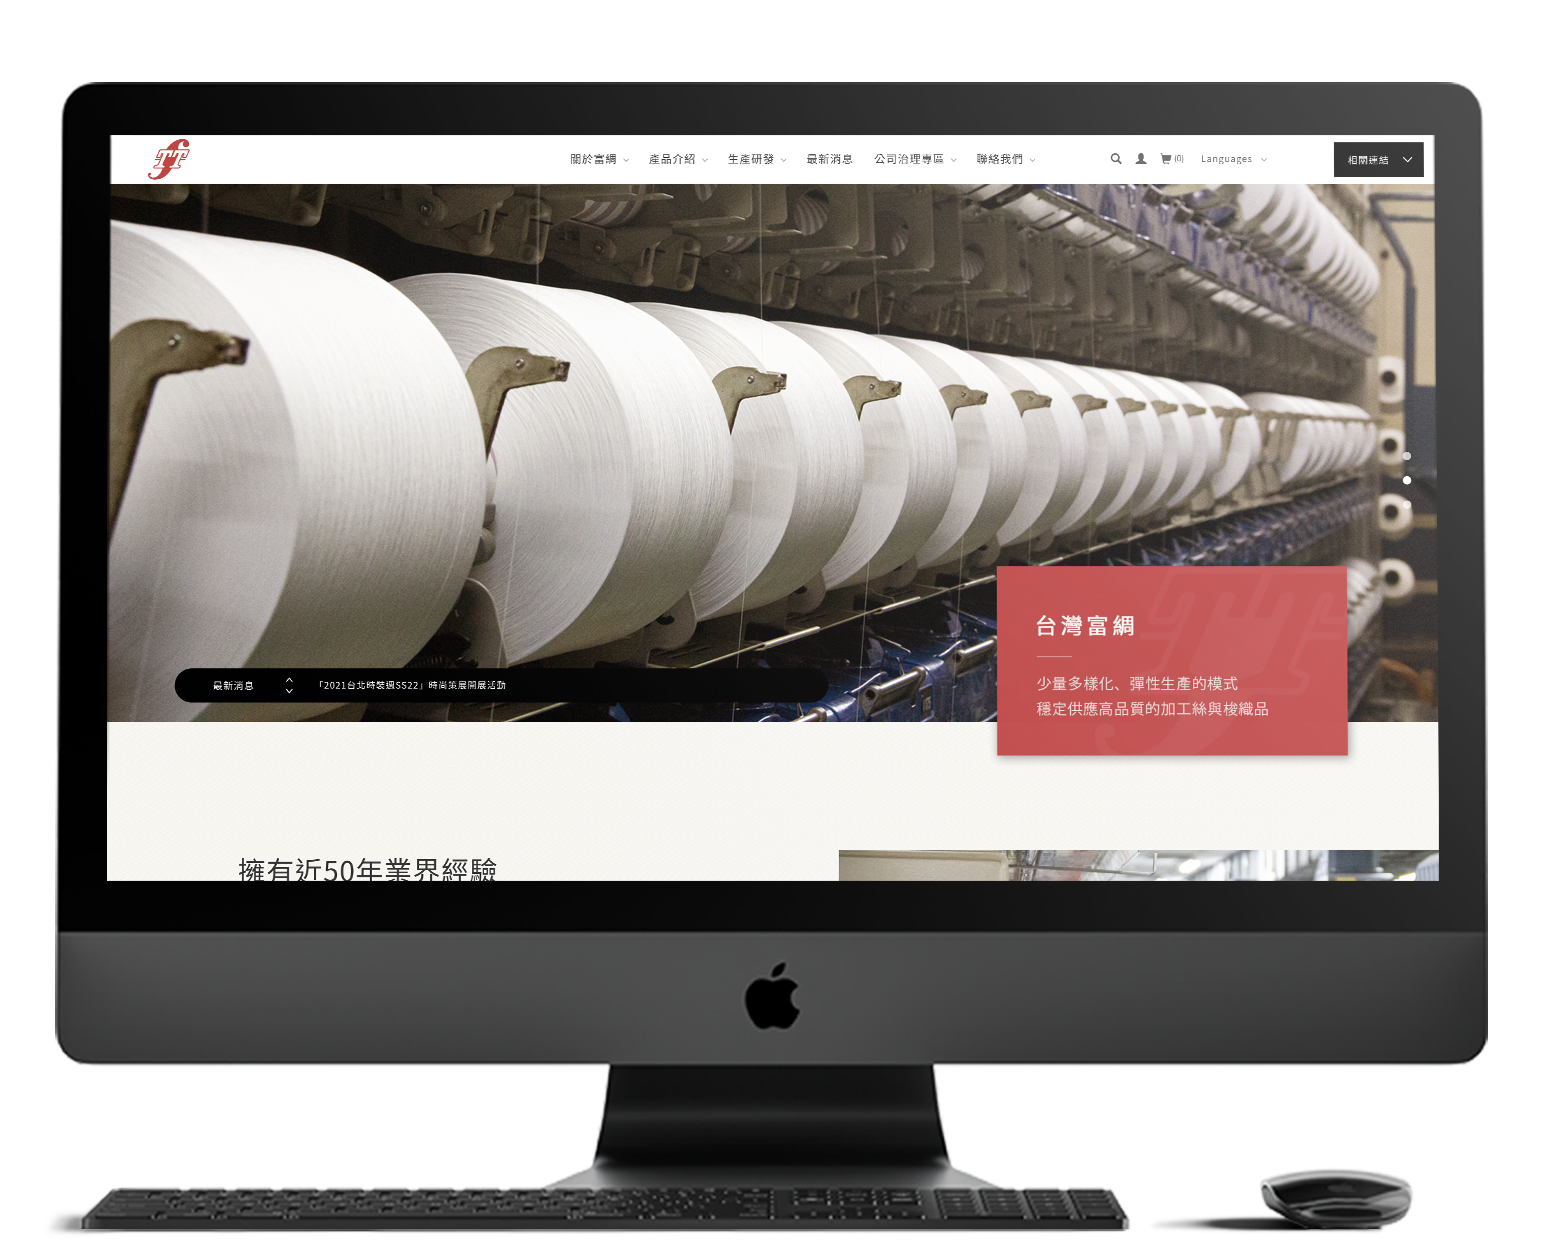 關於富綢 產品介紹 生產研發 最新消息 公司治理專區 聯絡我們 (0) Languages 相關連結
台灣富綢
少量多樣化、彈性生產的模式
穩定供應高品質的加工絲與梭織品
最新消息 「2021台北時裝週SS22」時尚策展開展活動
擁有近50年業界經驗